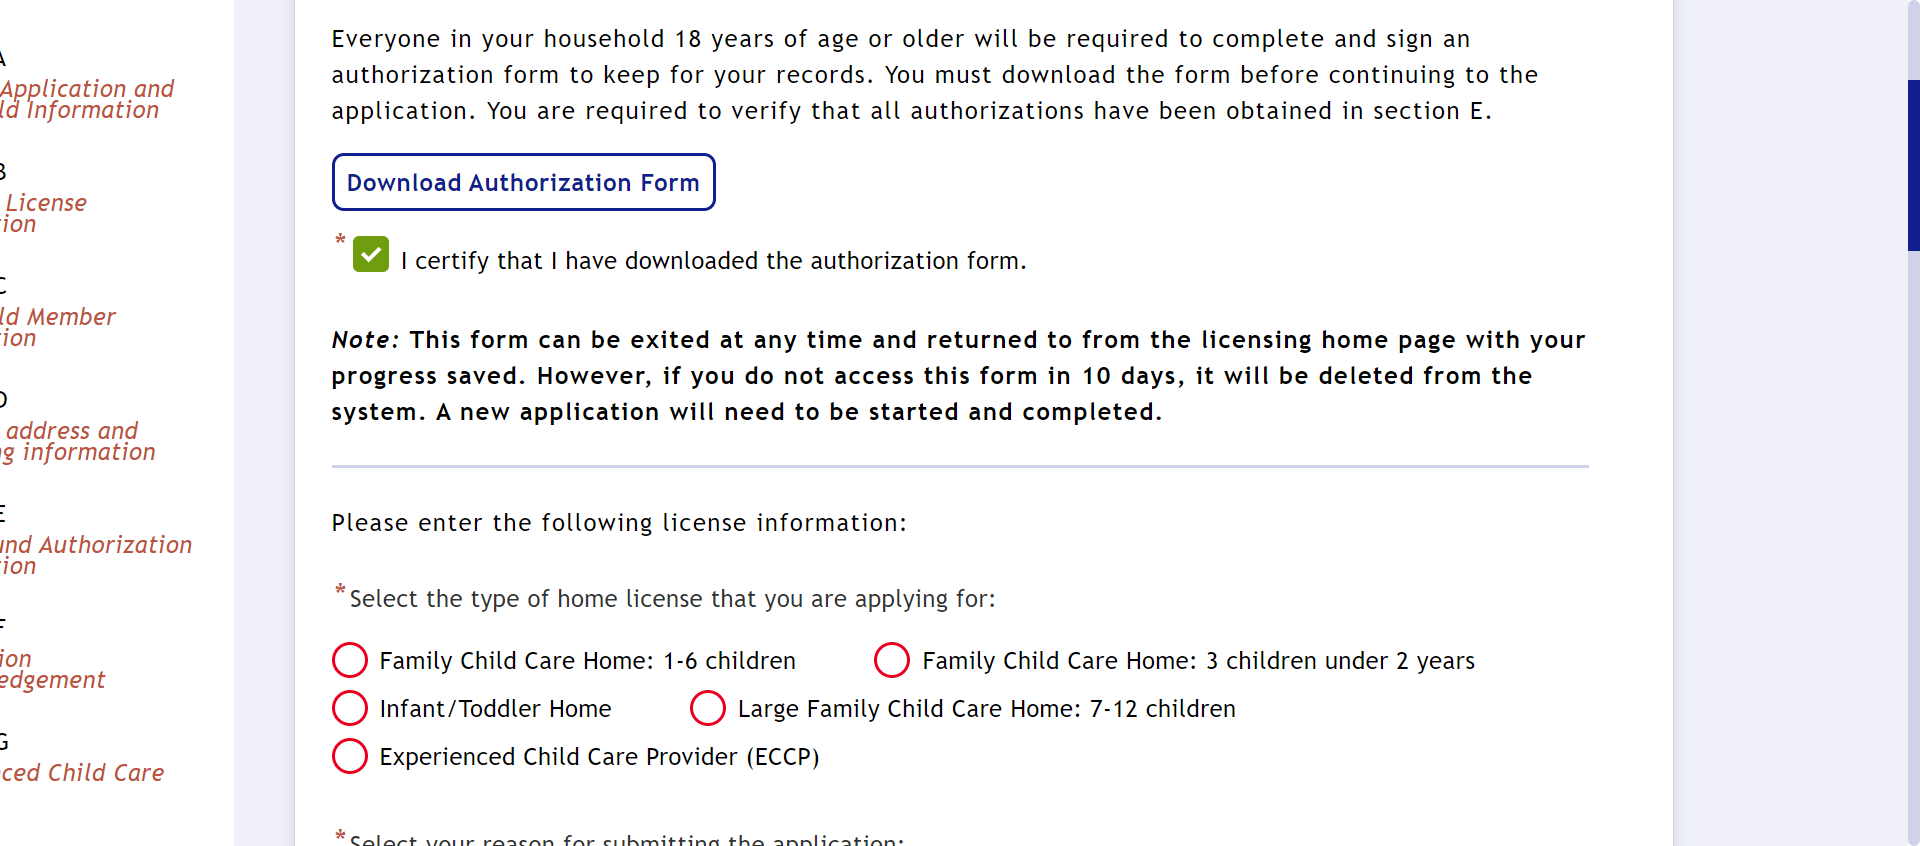 A
Application and
ld Information
B
License
tion
C
ld Member
tion
D
address and
ng information
E
und Authorization
tion
F
ion
edgement
G
ced Child Care
Everyone in your household 18 years of age or older will be required to complete and sign an
authorization form to keep for your records. You must download the form before continuing to the
application. You are required to verify that all authorizations have been obtained in section E.
Download Authorization Form
* I certify that I have downloaded the authorization form.
Note: This form can be exited at any time and returned to from the licensing home page with your
progress saved. However, if you do not access this form in 10 days, it will be deleted from the
system. A new application will need to be started and completed.
Please enter the following license information:
*Select the type of home license that you are applying for:
Family Child Care Home: 1-6 children Family Child Care Home: 3 children under 2 years
Infant/Toddler Home Large Family Child Care Home: 7-12 children
Experienced Child Care Provider (ECCP)
*Select your reason for submitting the application: